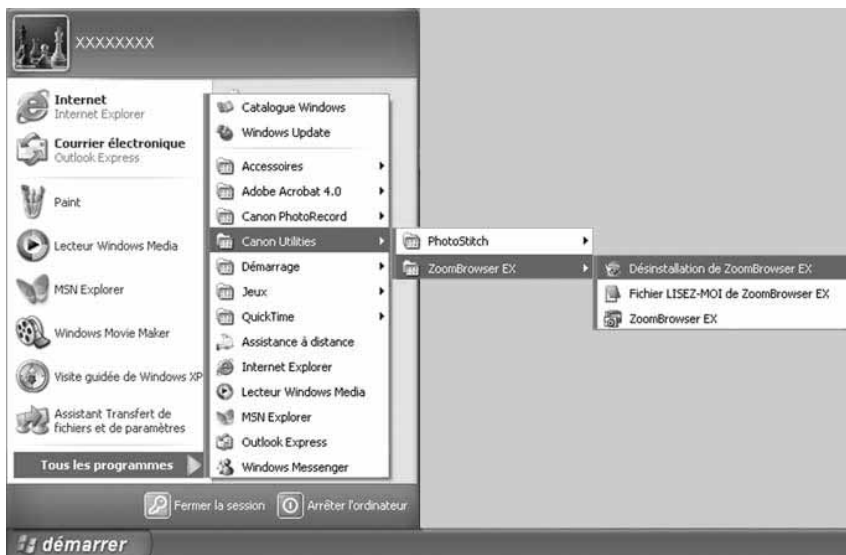 XXXXXXXX
Internet
Internet Explorer
Courrier électronique
Outlook Express
Paint
Lecteur Windows Media
MSN Explorer
Windows Movie Maker
Visite guidée de Windows XP
Assistant Transfert de
fichiers et de paramètres
Tous les programmes
Catalogue Windows
Windows Update
Accessoires
Adobe Acrobat 4.0
Canon PhotoRecord
Canon Utilities
Démarrage
Jeux
QuickTime
Assistance à distance
Internet Explorer
Lecteur Windows Media
MSN Explorer
Outlook Express
Windows Messenger
PhotoStitch
ZoomBrowser EX
Désinstallation de ZoomBrowser EX
Fichier LISEZ-MOI de ZoomBrowser EX
ZoomBrowser EX
Fermer la session
Arrêter l'ordinateur
démarrer